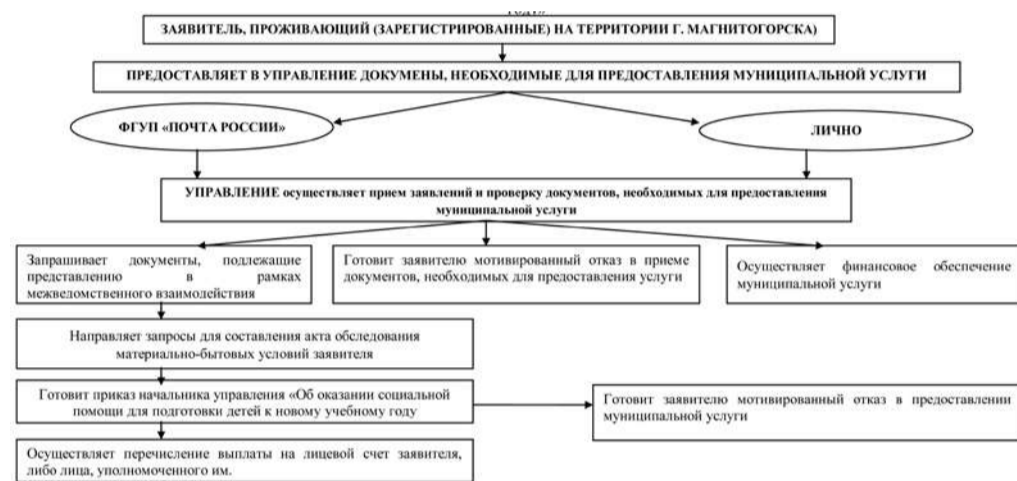 году»
ЗАЯВИТЕЛЬ, ПРОЖИВАЮЩИЙ (ЗАРЕГИСТРИРОВАННЫЕ) НА ТЕРРИТОРИИ Г. МАГНИТОГОРСКА)
ПРЕДОСТАВЛЯЕТ В УПРАВЛЕНИЕ ДОКУМЕНЫ, НЕОБХОДИМЫЕ ДЛЯ ПРЕДОСТАВЛЕНИЯ МУНИЦИПАЛЬНОЙ УСЛУГИ
ФГУП «ПОЧТА РОССИИ»
ЛИЧНО
УПРАВЛЕНИЕ осуществляет прием заявлений и проверку документов, необходимых для предоставления
муниципальной услуги
Запрашивает документы, подлежащие
представлению в рамках
межведомственного взаимодействия
Готовит заявителю мотивированный отказ в приеме
документов, необходимых для предоставления услуги
Осуществляет финансовое обеспечение
муниципальной услуги
Направляет запросы для составления акта обследования
материально-бытовых условий заявителя
Готовит приказ начальника управления «Об оказании социальной
помощи для подготовки детей к новому учебному году
Готовит заявителю мотивированный отказ в предоставлении
муниципальной услуги
Осуществляет перечисление выплаты на лицевой счет заявителя,
либо лица, уполномоченного им.